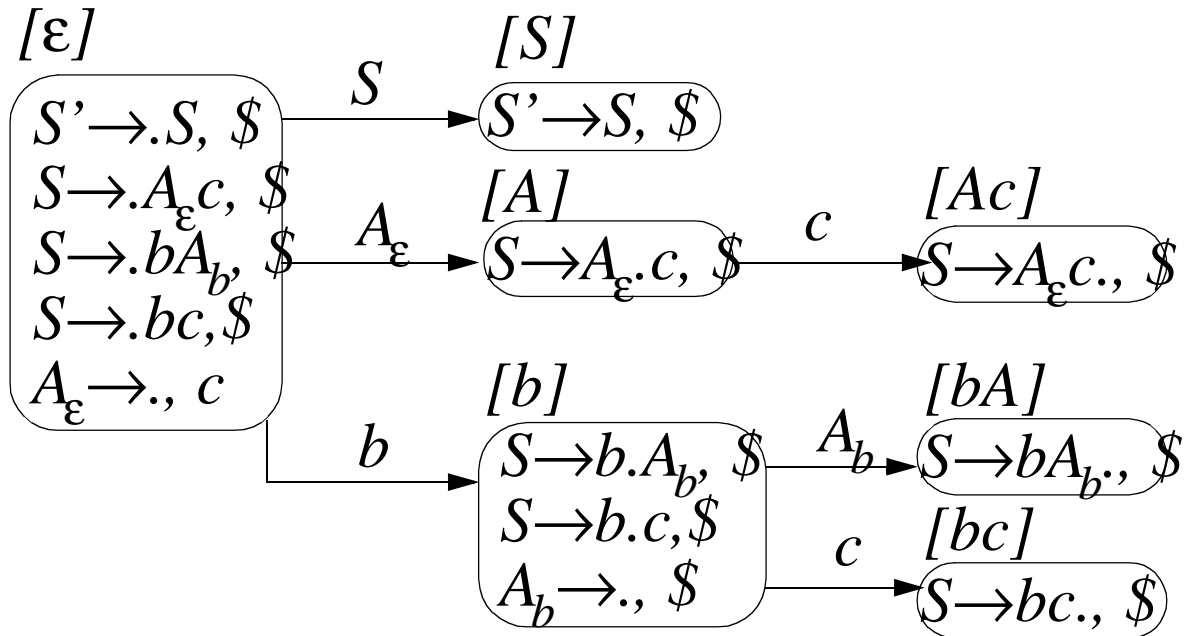 [ε]
S'→.S, $
S→.A_εc, $
S→.bA_b, $
S→.bc,$
A_ε→., c
S
[S]
S'→S, $
A_ε
[A]
S→A_ε.c, $
c
[Ac]
S→A_εc., $
b
[b]
S→b.A_b, $
S→b.c,$
A_b→., $
A_b
[bA]
S→bA_b., $
c
[bc]
S→bc., $